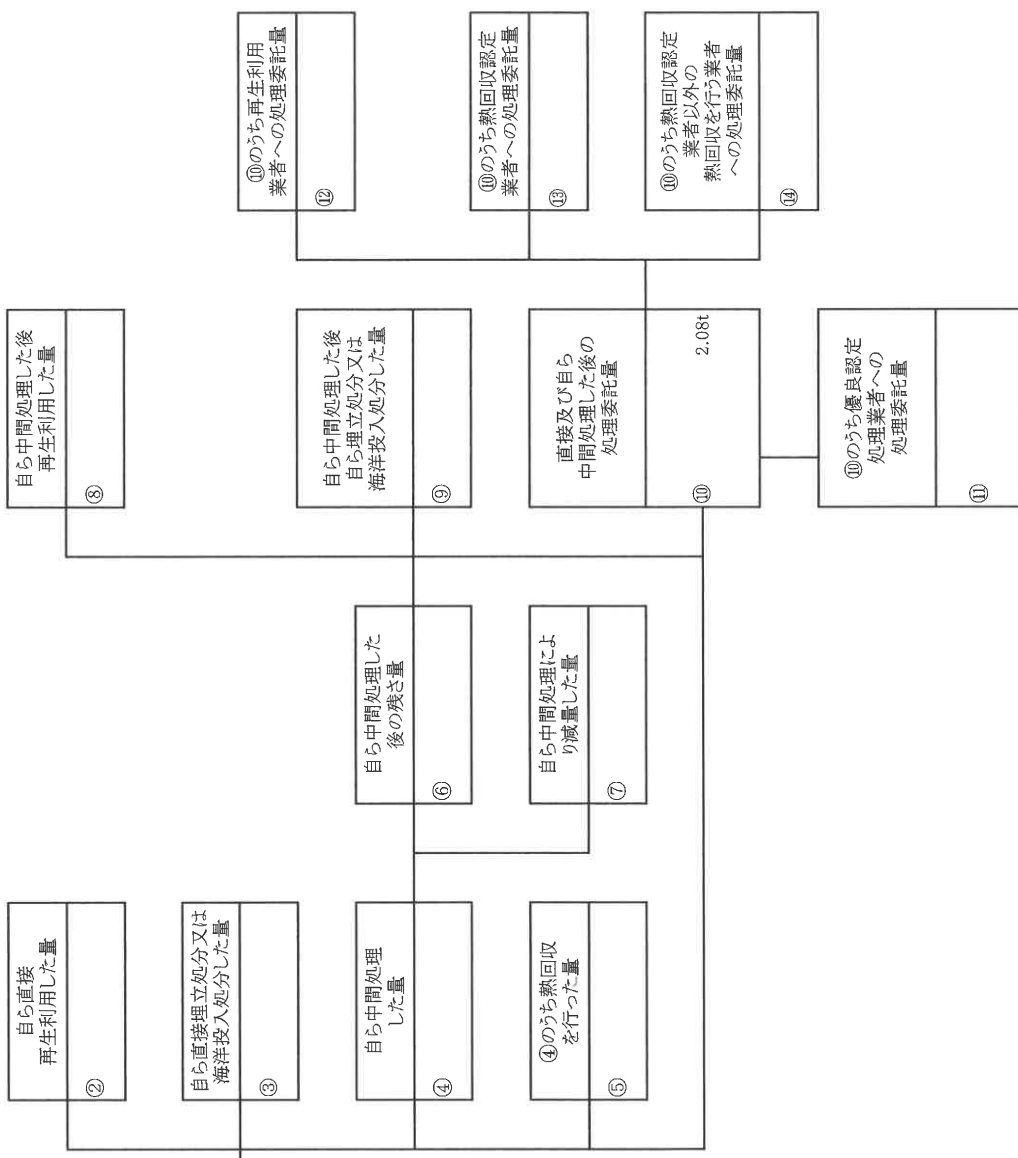 自ら直接
再生利用した量
②
自ら直接埋立処分又は
海洋投入処分した量
③
自ら中間処理
した量
④
④のうち熱回収
を行った量
⑤
自ら中間処理した
後の残さ量
⑥
自ら中間処理によ
り減量した量
⑦
自ら中間処理した後
再生利用した量
⑧
自ら中間処理した後
自ら埋立処分又は
海洋投入処分した量
⑨
直接及び自ら
中間処理した後の
処理委託量
⑩
2.08t
⑩のうち優良認定
処理業者への
処理委託量
⑪
⑩のうち再生利用
業者への処理委託量
⑫
⑩のうち熱回収認定
業者への処理委託量
⑬
⑩のうち熱回収認定
業者以外の
熱回収を行う業者
への処理委託量
⑭